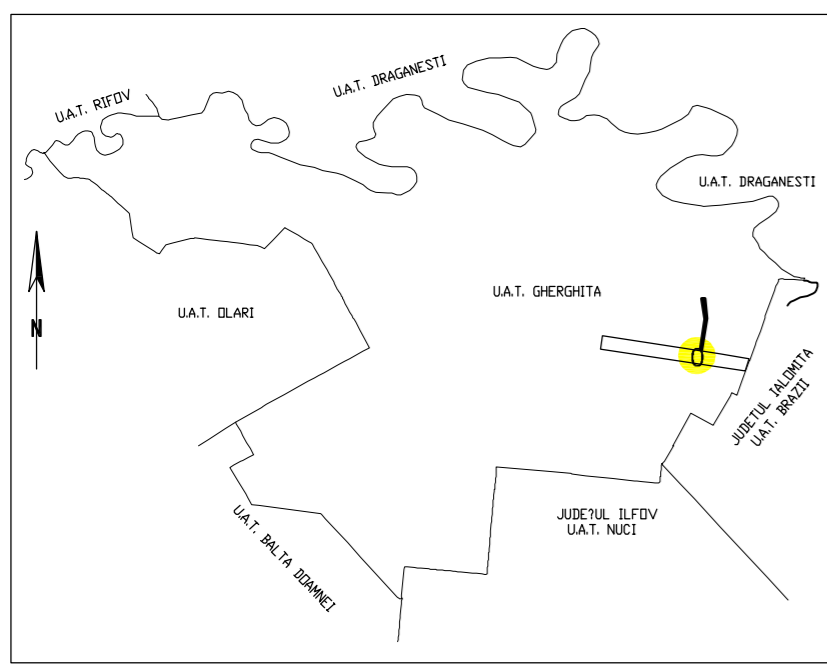 U.A.T. RIFOV
U.A.T. DRAGANESTI
U.A.T. DRAGANESTI
U.A.T. GHERGHITA
U.A.T. OLARI
N
JUDETUL IALOMITA
U.A.T. BRAZII
JUDE?UL ILFOV
U.A.T. NUCI
U.A.T. BALTA DOAMNEI